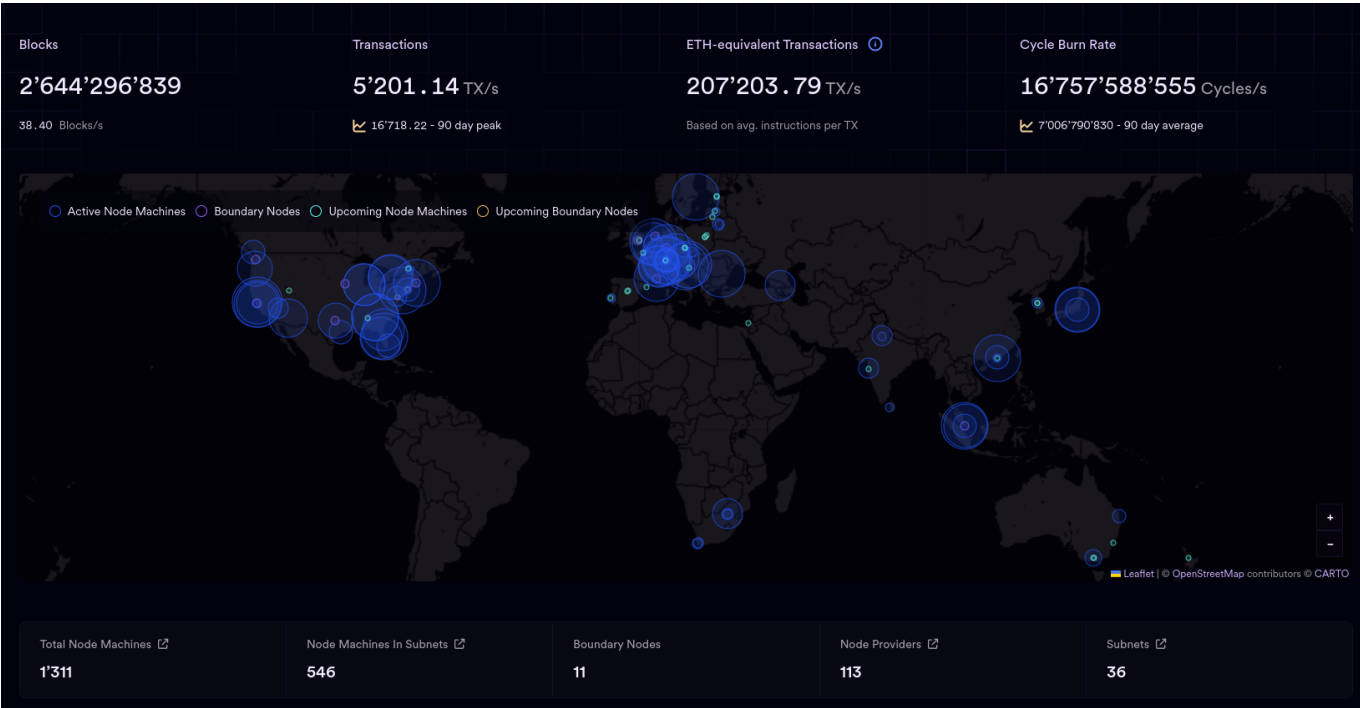 Blocks
2’644’296’839
38.40 Blocks/s
Transactions
5’201.14 TX/s
16’718.22 - 90 day peak
ETH-equivalent Transactions
207’203.79 TX/s
Based on avg. instructions per TX
Cycle Burn Rate
16’757’588’555 Cycles/s
7’006’790’830 - 90 day average
Active Node Machines Boundary Nodes Upcoming Node Machines Upcoming Boundary Nodes
+
−
Leaflet | © OpenStreetMap contributors © CARTO
Total Node Machines
1’311
Node Machines In Subnets
546
Boundary Nodes
11
Node Providers
113
Subnets
36